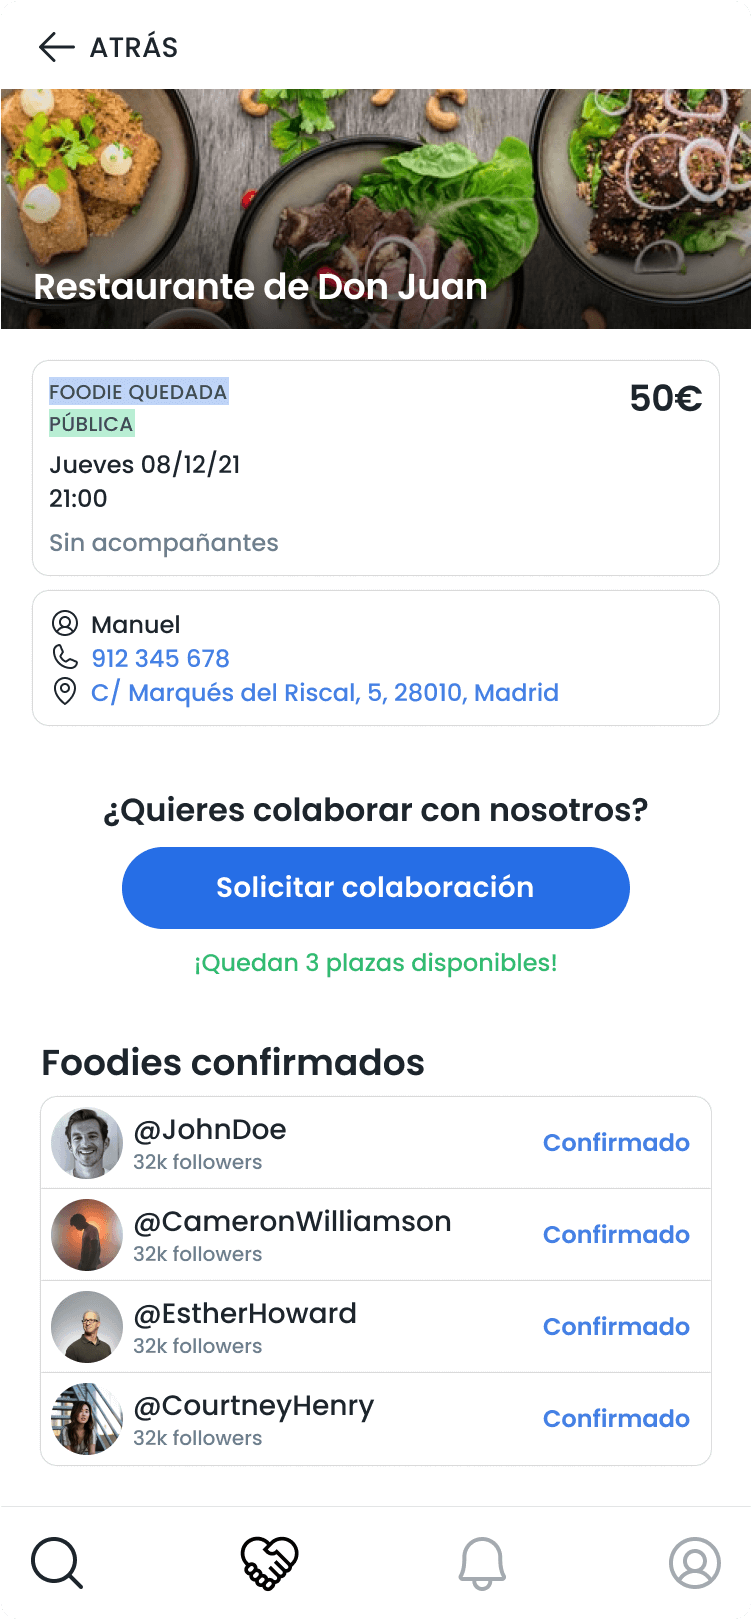 ATRÁS
Restaurante de Don Juan
FOODIE QUEDADA
50€
PÚBLICA
Jueves 08/12/21
21:00
Sin acompañantes
Manuel
912 345 678
C/ Marqués del Riscal, 5, 28010, Madrid
¿Quieres colaborar con nosotros?
Solicitar colaboración
¡Quedan 3 plazas disponibles!
Foodies confirmados
@JohnDoe
32k followers
Confirmado
@CameronWilliamson
32k followers
Confirmado
@EstherHoward
32k followers
Confirmado
@CourtneyHenry
32k followers
Confirmado